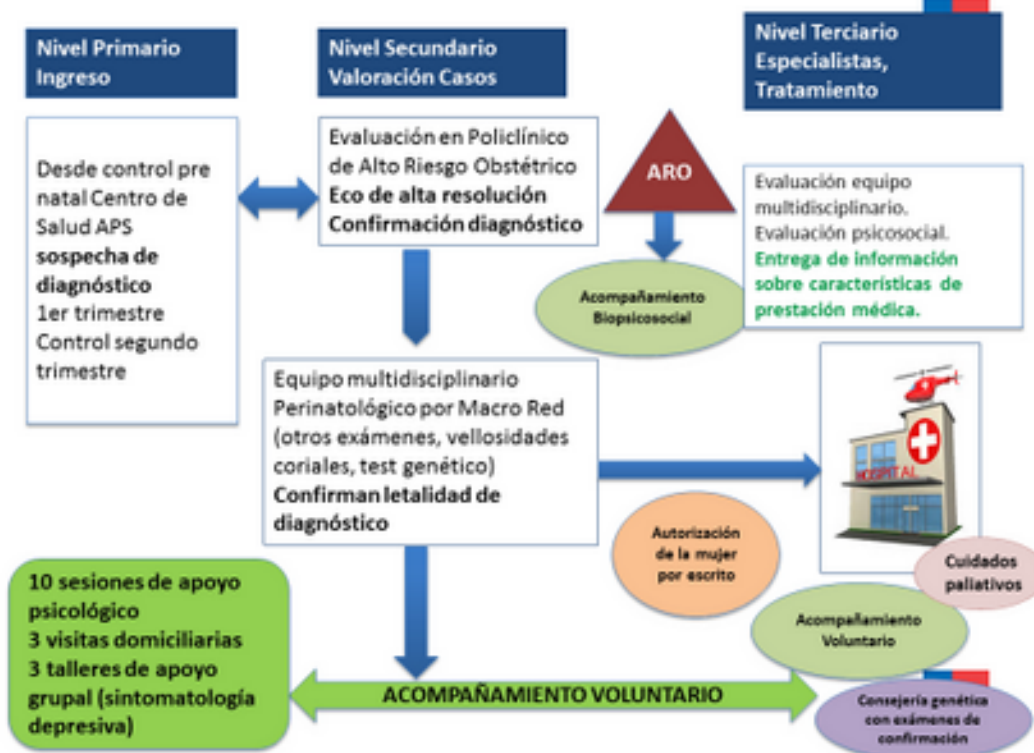 Nivel Primario
Ingreso
Nivel Secundario
Valoración Casos
Nivel Terciario
Especialistas,
Tratamiento
Desde control pre
natal Centro de
Salud APS
sospecha de
diagnóstico
1er trimestre
Control segundo
trimestre
Evaluación en Policlínico
de Alto Riesgo Obstétrico
Eco de alta resolución
Confirmación diagnóstico
ARO
Acompañamiento
Biopsicosocial
Evaluación equipo
multidisciplinario.
Evaluación psicosocial.
Entrega de información
sobre características de
prestación médica.
Equipo multidisciplinario
Perinatológico por Macro Red
(otros exámenes, vellosidades
coriales, test genético)
Confirman letalidad de
diagnóstico
HOSPITAL
Autorización
de la mujer
por escrito
Cuidados
paliativos
Acompañamiento
Voluntario
10 sesiones de apoyo
psicológico
3 visitas domiciliarias
3 talleres de apoyo
grupal (sintomatología
depresiva)
ACOMPAÑAMIENTO VOLUNTARIO
Consejería genética
con exámenes de
confirmación